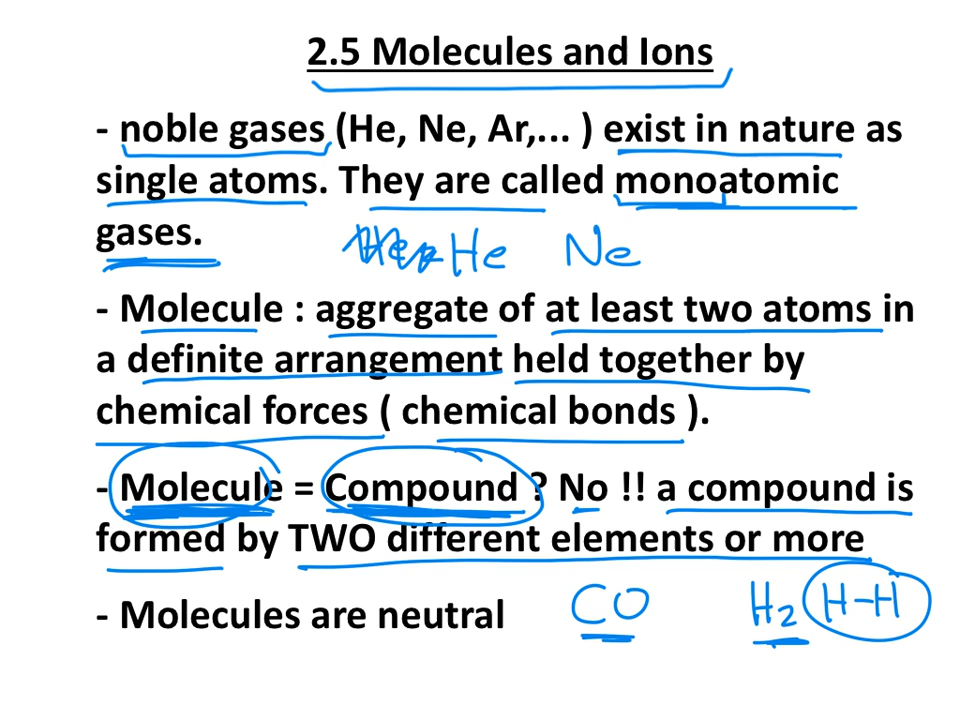 2.5 Molecules and Ions
- noble gases (He, Ne, Ar,... ) exist in nature as
single atoms. They are called monoatomic
gases.
He Ne
- Molecule : aggregate of at least two atoms in
a definite arrangement held together by
chemical forces ( chemical bonds ).
- Molecule = Compound ? No !! a compound is
formed by TWO different elements or more
CO H2 H-H
- Molecules are neutral